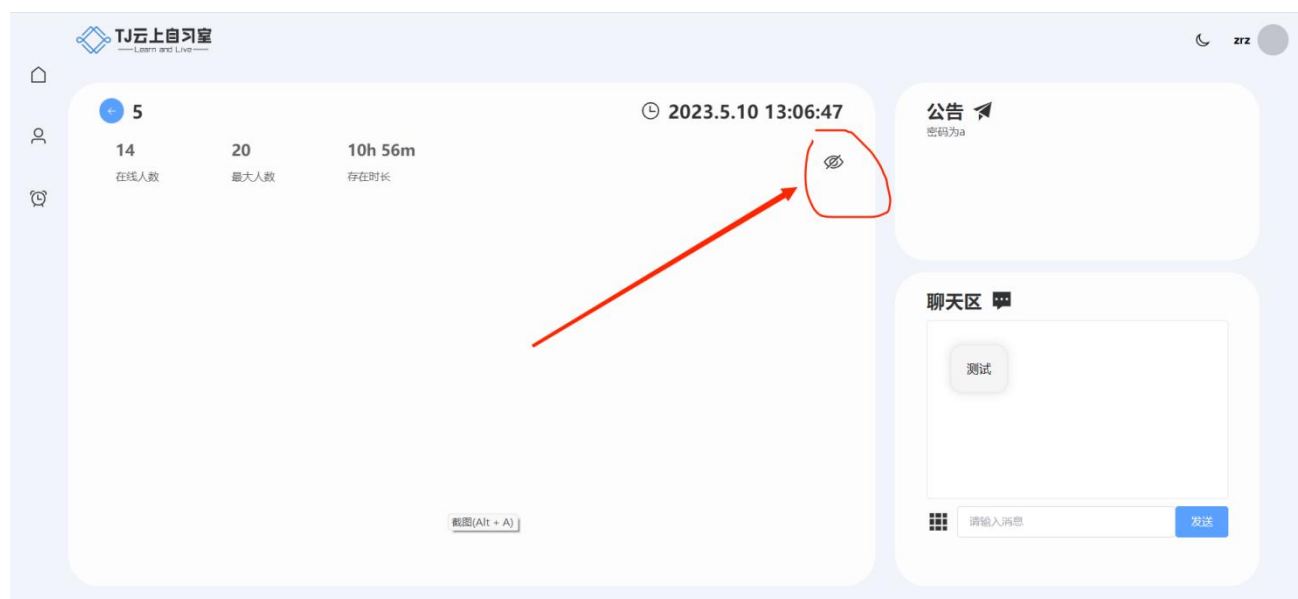 TJ云上自习室
Learn and Live
zrz
5
2023.5.10 13:06:47
14
20
10h 56m
在线人数
最大人数
存在时长
公告
密码为a
聊天区
测试
截图(Alt + A)
请输入消息
发送